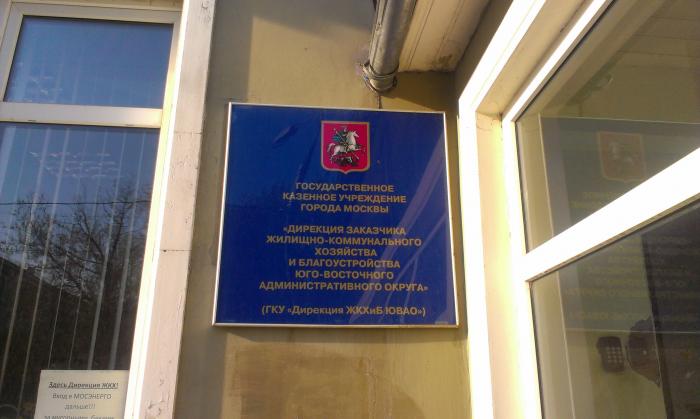 ГОСУДАРСТВЕННОЕ
КАЗЕННОЕ УЧРЕЖДЕНИЕ
ГОРОДА МОСКВЫ
«ДИРЕКЦИЯ ЗАКАЗЧИКА
ЖИЛИЩНО-КОММУНАЛЬНОГО
ХОЗЯЙСТВА
И БЛАГОУСТРОЙСТВА
ЮГО-ВОСТОЧНОГО
АДМИНИСТРАТИВНОГО ОКРУГА»
(ГКУ «Дирекция ЖКХиБ ЮВАО»)
Здесь Дирекция ЖКХ!
Вход в МОСЭНЕРГО
дальше!!!